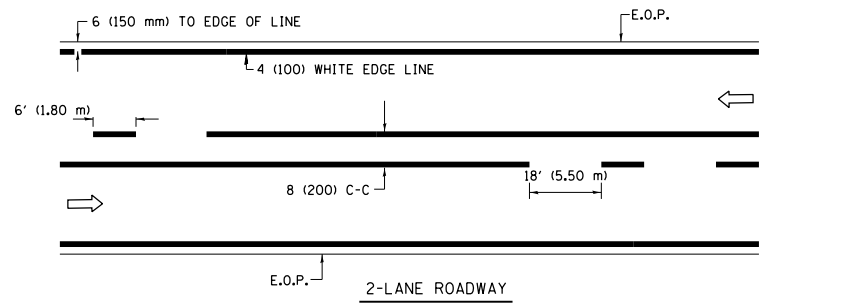 6 (150 mm) TO EDGE OF LINE
E.O.P.
4 (100) WHITE EDGE LINE
6' (1.80 m)
18' (5.50 m)
8 (200) C-C
E.O.P.
2-LANE ROADWAY